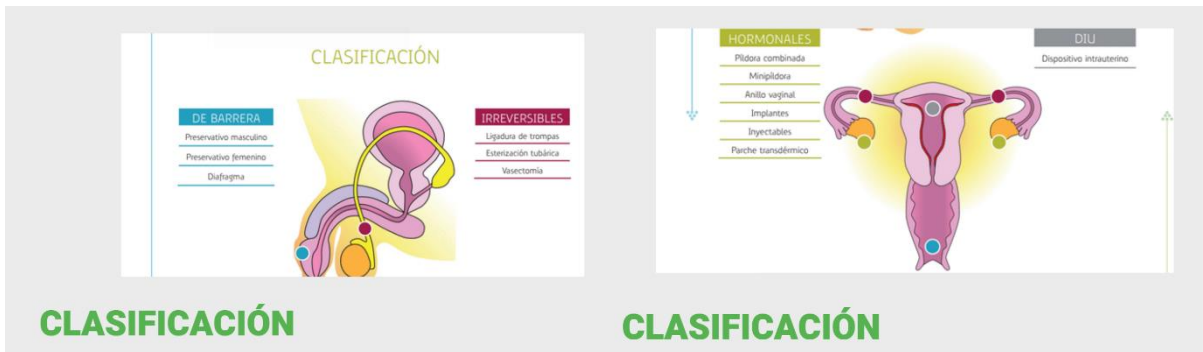 CLASIFICACIÓN
DE BARRERA
Preservativo masculino
Preservativo femenino
Diafragma
IRREVERSIBLES
Ligadura de trompas
Esterización tubárica
Vasectomía
CLASIFICACIÓN
HORMONALES
Píldora combinada
Minipíldora
Anillo vaginal
Implantes
Inyectables
Parche transdérmico
DIU
Dispositivo intrauterino
CLASIFICACIÓN